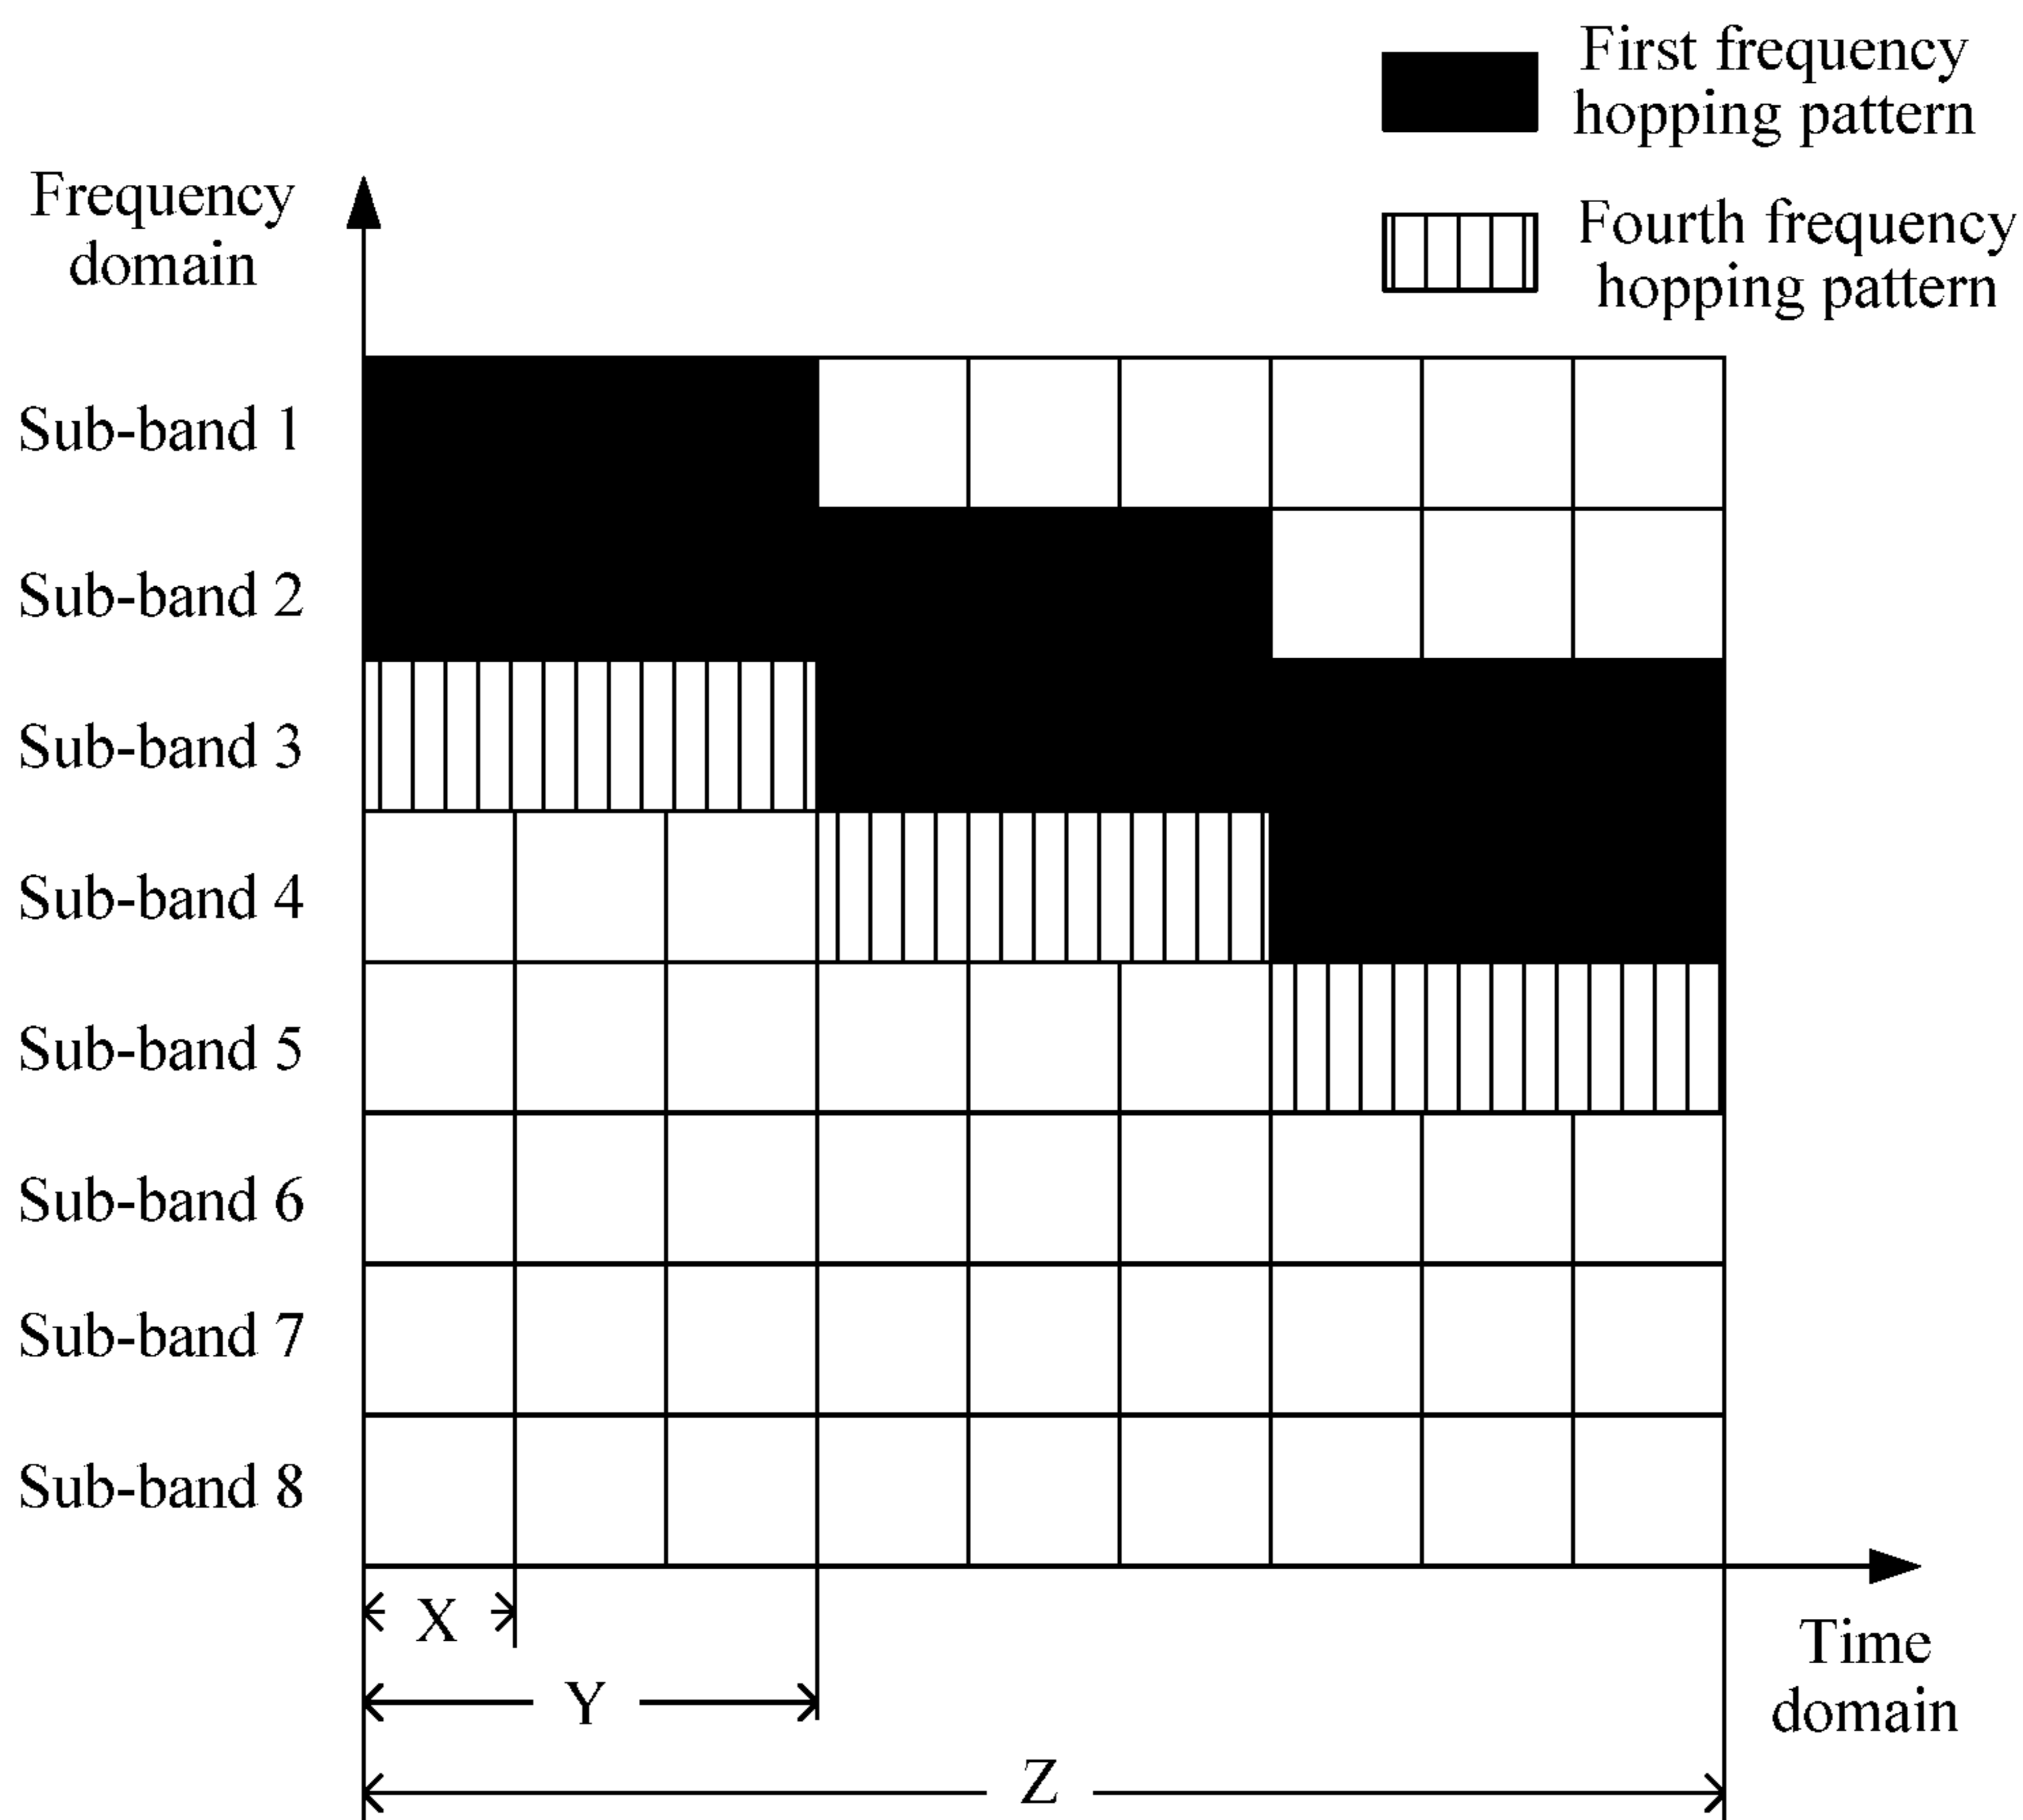 First frequency
hopping pattern
Frequency
domain
Fourth frequency
hopping pattern
Sub-band 1
Sub-band 2
Sub-band 3
Sub-band 4
Sub-band 5
Sub-band 6
Sub-band 7
Sub-band 8
X
Y
Z
Time
domain